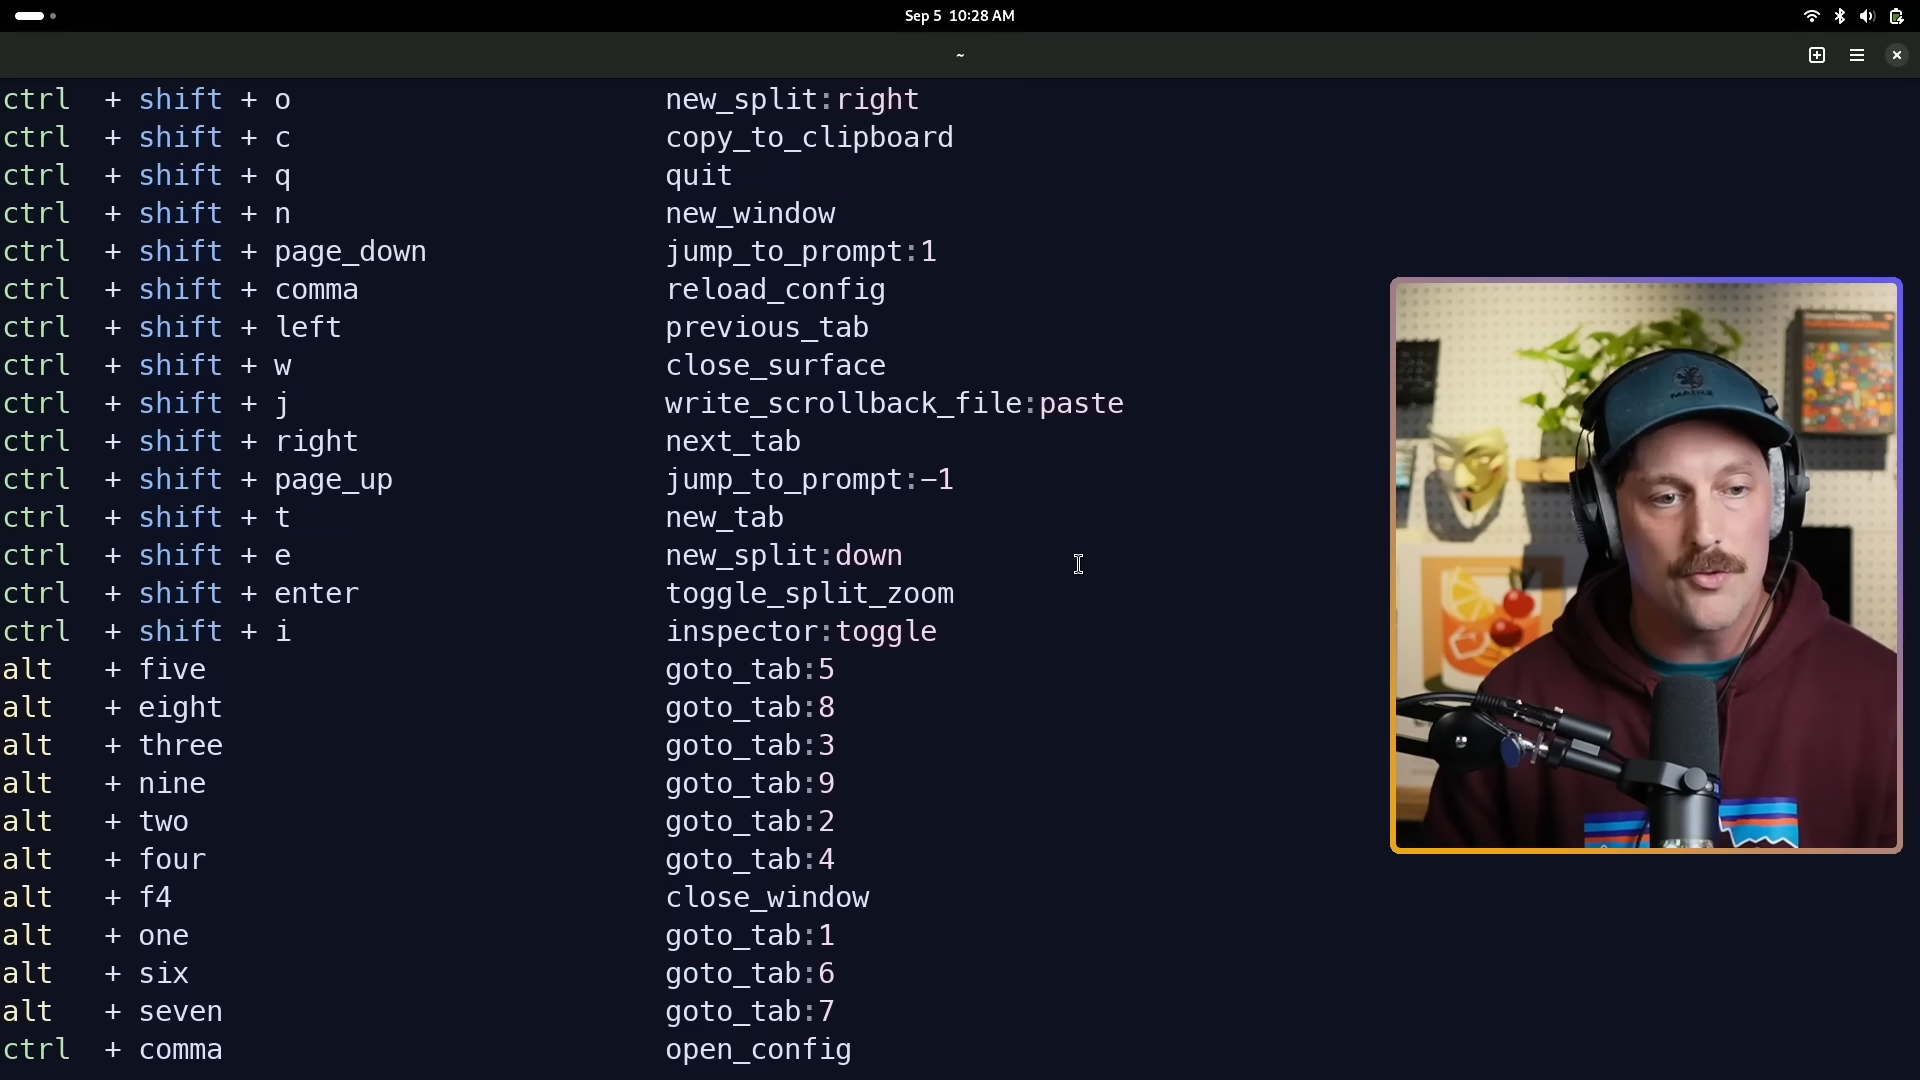 Sep 5 10:28 AM
~
ctrl + shift + o new_split:right
ctrl + shift + c copy_to_clipboard
ctrl + shift + q quit
ctrl + shift + n new_window
ctrl + shift + page_down jump_to_prompt:1
ctrl + shift + comma reload_config
ctrl + shift + left previous_tab
ctrl + shift + w close_surface
ctrl + shift + j write_scrollback_file:paste
ctrl + shift + right next_tab
ctrl + shift + page_up jump_to_prompt:-1
ctrl + shift + t new_tab
ctrl + shift + e new_split:down
ctrl + shift + enter toggle_split_zoom
ctrl + shift + i inspector:toggle
alt + five goto_tab:5
alt + eight goto_tab:8
alt + three goto_tab:3
alt + nine goto_tab:9
alt + two goto_tab:2
alt + four goto_tab:4
alt + f4 close_window
alt + one goto_tab:1
alt + six goto_tab:6
alt + seven goto_tab:7
ctrl + comma open_config